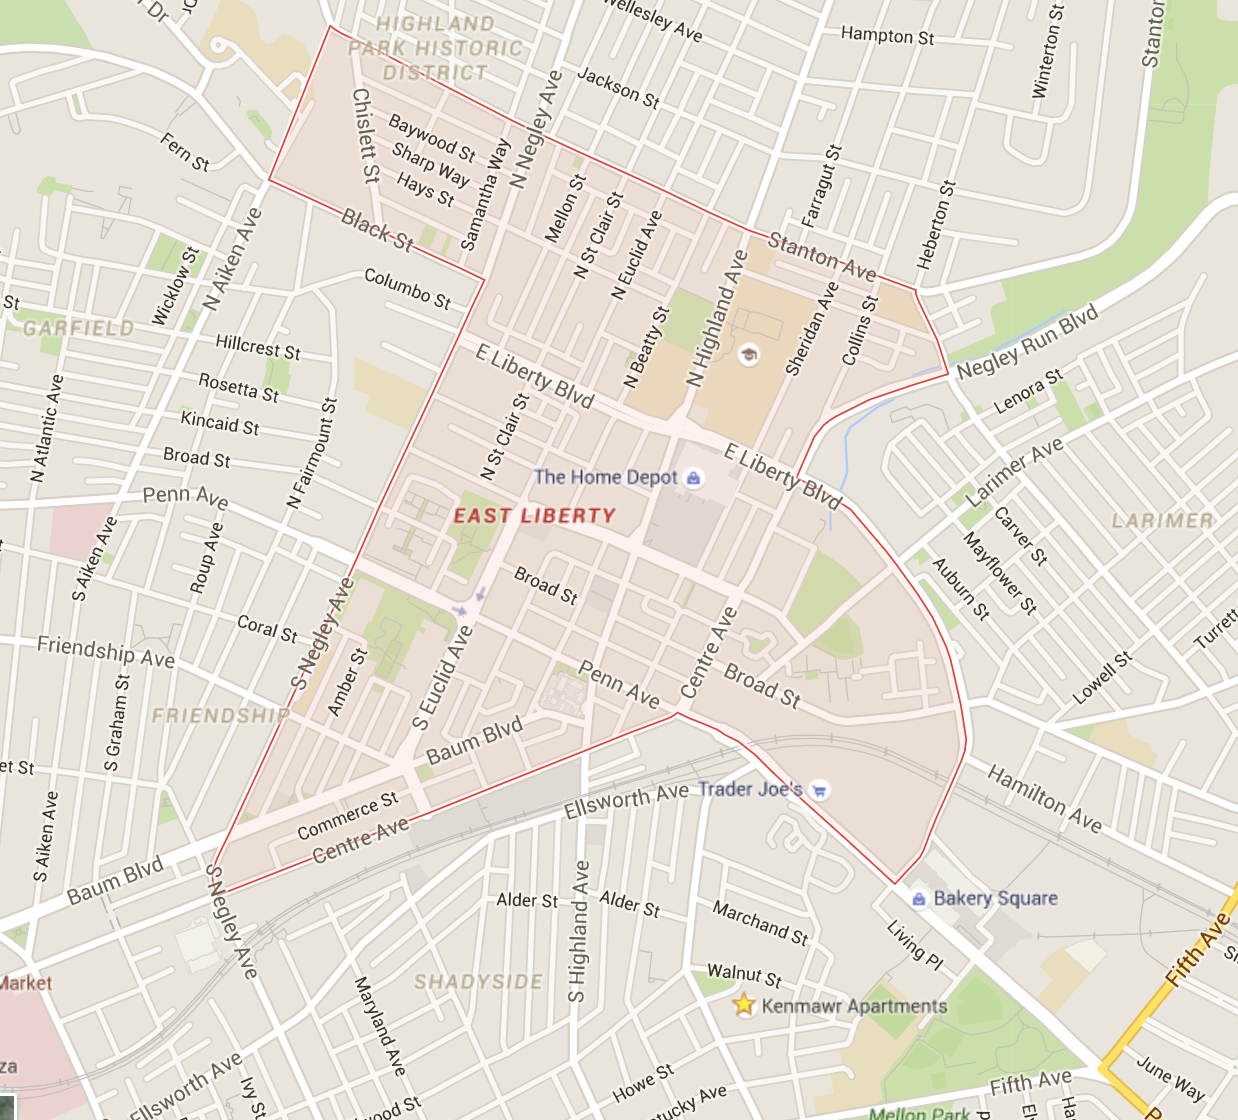 Dr
Wellesley Ave
HIGHLAND
PARK HISTORIC
DISTRICT
Hampton St
Winterton St
Stanton
Jackson St
N Negley Ave
Chislett St
Baywood St
Sharp Way
Hays St
Samantha Way
Fern St
Mellon St
N St Clair St
N Euclid Ave
Farragut St
Heberton St
Black St
Stanton Ave
N Aiken Ave
Wicklow St
Columbo St
N Highland Ave
Sheridan Ave
Collins St
St
GARFIELD
Hillcrest St
N Beatty St
Negley Run Blvd
E Liberty Blvd
Lenora St
Rosetta St
N Atlantic Ave
Kincaid St
N Fairmount St
N St Clair St
Broad St
E Liberty Blvd
Larimer Ave
The Home Depot
Penn Ave
EAST LIBERTY
LARIMER
Carver St
Mayflower St
Auburn St
S Aiken Ave
Roup Ave
Broad St
Coral St
S Negley Ave
Friendship Ave
Turrett
S Euclid Ave
Centre Ave
Penn Ave
Broad St
Lowell St
Amber St
S Graham St
FRIENDSHIP
Baum Blvd
et St
Trader Joe's
Hamilton Ave
Ellsworth Ave
Commerce St
Centre Ave
S Aiken Ave
Baum Blvd
S Negley Ave
Alder St
Alder St
Bakery Square
Marchand St
Living Pl
S Highland Ave
Fifth Ave
Market
SHADYSIDE
Walnut St
Maryland Ave
Kenmawr Apartments
za
Ellsworth Ave
Ivy St
Howe St
Fifth Ave
June Way
wood St
tucky Ave
Mellon Park